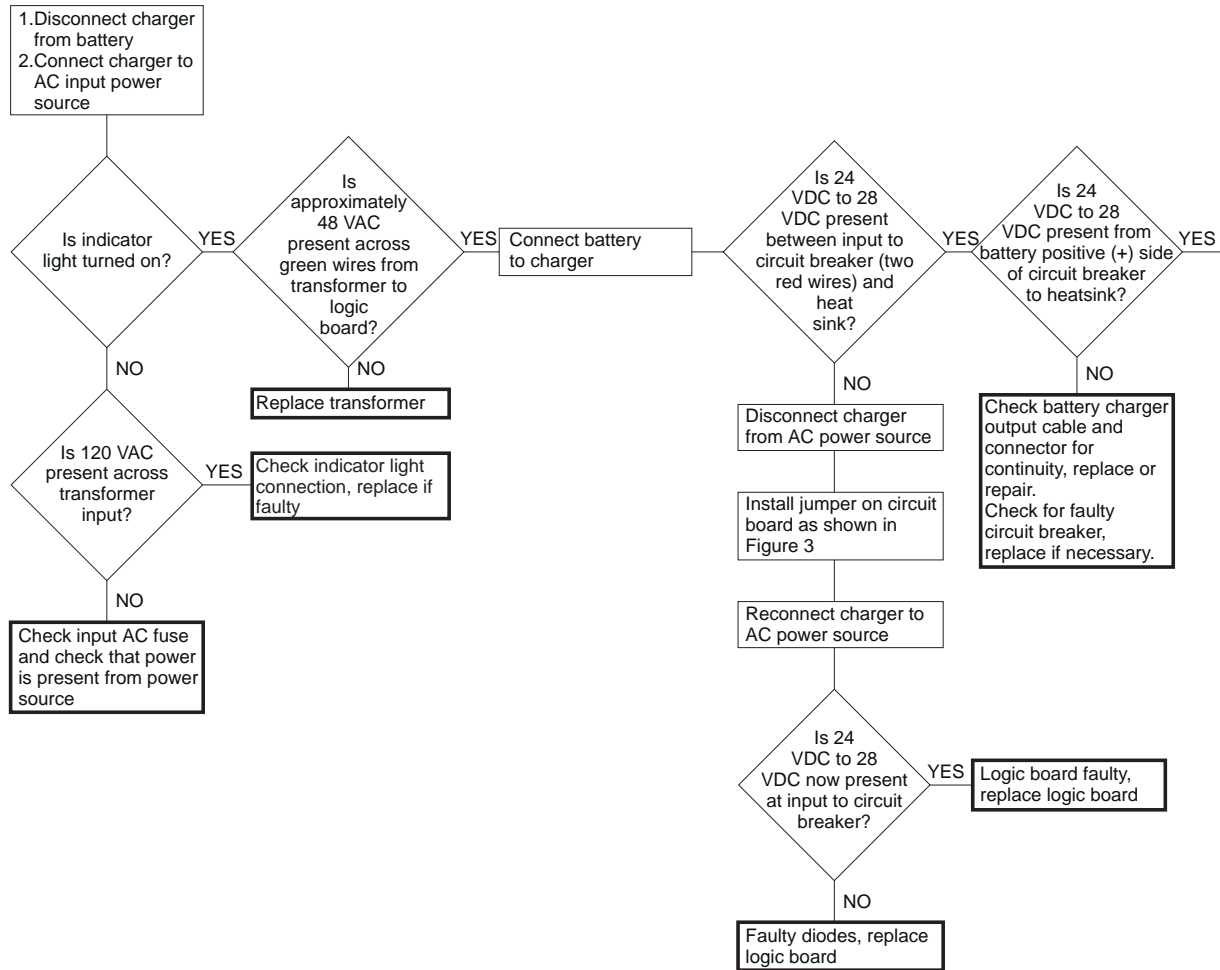 1.Disconnect charger
from battery
2.Connect charger to
AC input power
source
Is indicator
light turned on?
YES
NO
Is
approximately
48 VAC
present across
green wires from
transformer to
logic
board?
YES
NO
Replace transformer
Is 120 VAC
present across
transformer
input?
YES
Check indicator light
connection, replace if
faulty
NO
Check input AC fuse
and check that power
is present from power
source
Connect battery
to charger
Is 24
VDC to 28
VDC present
between input to
circuit breaker (two
red wires) and
heat
sink?
YES
NO
Disconnect charger
from AC power source
Install jumper on circuit
board as shown in
Figure 3
Reconnect charger to
AC power source
Is 24
VDC to 28
VDC now present
at input to circuit
breaker?
YES
Logic board faulty,
replace logic board
NO
Faulty diodes, replace
logic board
Is 24
VDC to 28
VDC present from
battery positive (+) side
of circuit breaker
to heatsink?
YES
NO
Check battery charger
output cable and
connector for
continuity, replace or
repair.
Check for faulty
circuit breaker,
replace if necessary.